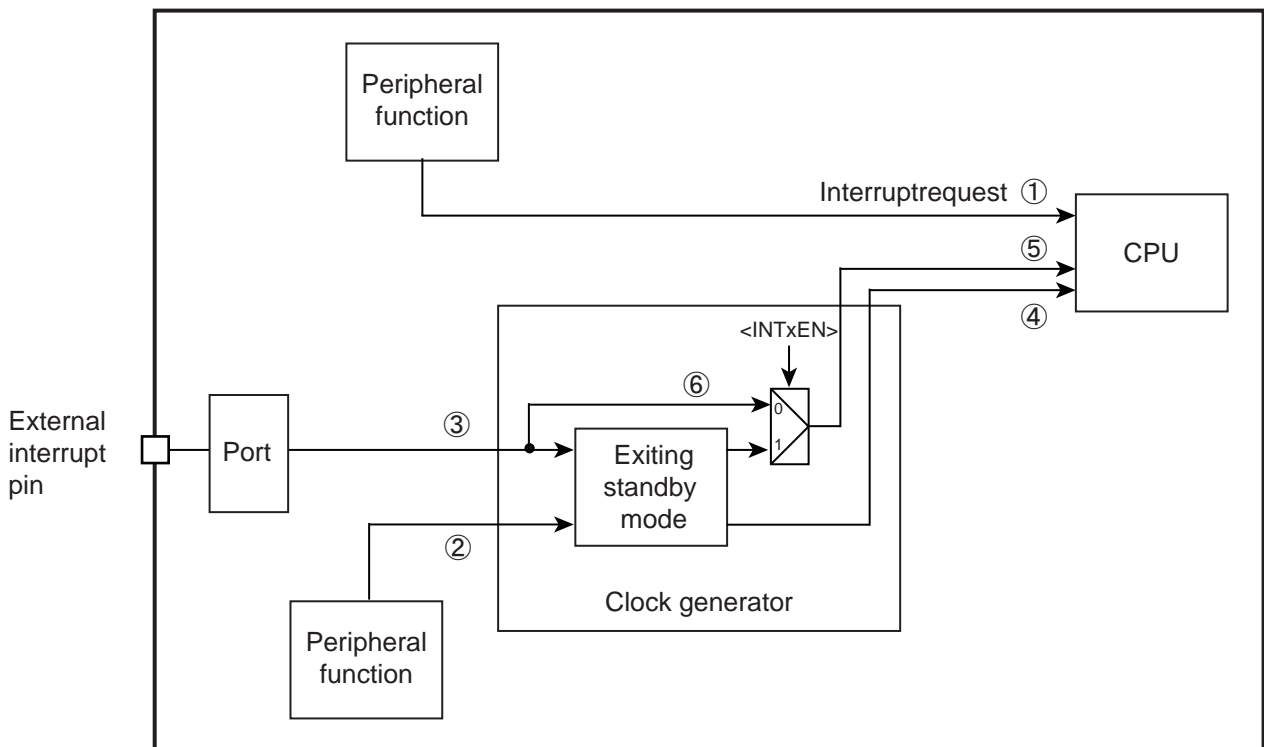 Peripheral
function
Interruptrequest ①
CPU
⑤
④
<INTxEN>
⑥
0
1
External
interrupt
pin
Port
③
Exiting
standby
mode
②
Clock generator
Peripheral
function